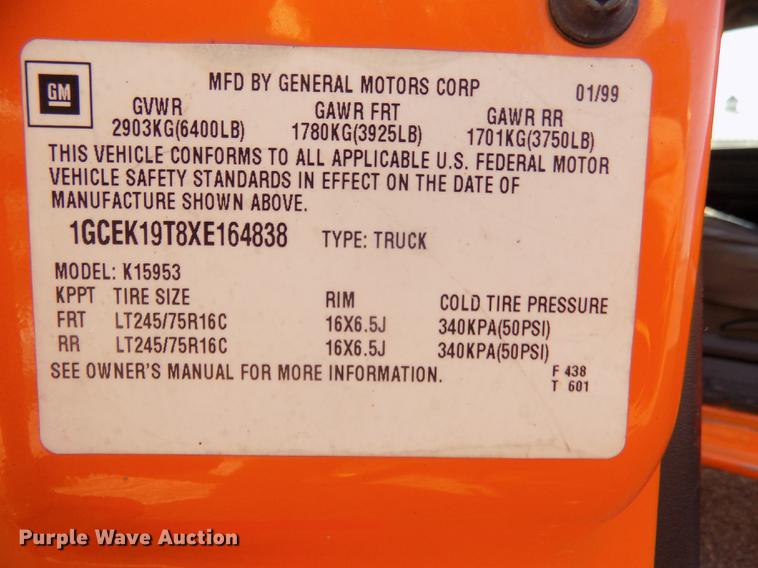 GM
MFD BY GENERAL MOTORS CORP 01/99
GVWR GAWR FRT GAWR RR
2903KG(6400LB) 1780KG(3925LB) 1701KG(3750LB)
THIS VEHICLE CONFORMS TO ALL APPLICABLE U.S. FEDERAL MOTOR
VEHICLE SAFETY STANDARDS IN EFFECT ON THE DATE OF
MANUFACTURE SHOWN ABOVE.
1GCEK19T8XE164838 TYPE: TRUCK
MODEL: K15953
KPPT TIRE SIZE RIM COLD TIRE PRESSURE
FRT LT245/75R16C 16X6.5J 340KPA(50PSI)
RR LT245/75R16C 16X6.5J 340KPA(50PSI)
SEE OWNER'S MANUAL FOR MORE INFORMATION. F 438
T 601
Purple Wave Auction